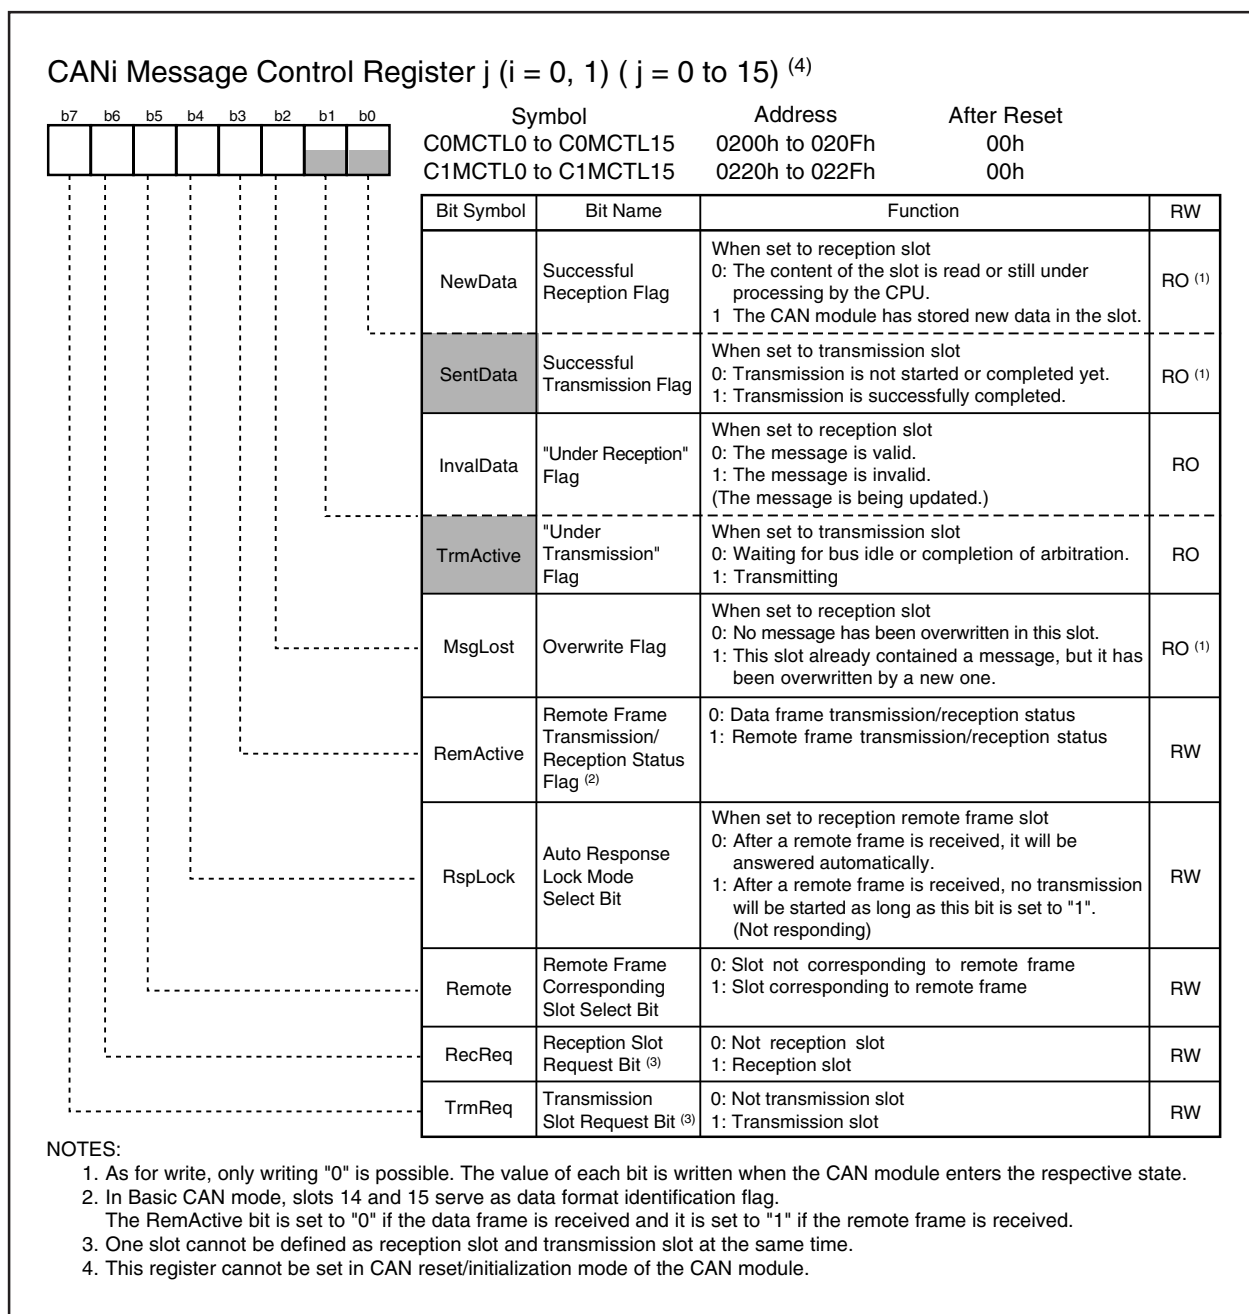 CANi Message Control Register j (i = 0, 1) ( j = 0 to 15) (4)
b7 b6 b5 b4 b3 b2 b1 b0
Symbol Address After Reset
C0MCTL0 to C0MCTL15 0200h to 020Fh 00h
C1MCTL0 to C1MCTL15 0220h to 022Fh 00h
Bit Symbol Bit Name Function RW
NewData
Successful
Reception Flag
When set to reception slot
0: The content of the slot is read or still under
processing by the CPU.
1 The CAN module has stored new data in the slot.
RO (1)
SentData
Successful
Transmission Flag
When set to transmission slot
0: Transmission is not started or completed yet.
1: Transmission is successfully completed.
RO (1)
InvalData
"Under Reception"
Flag
When set to reception slot
0: The message is valid.
1: The message is invalid.
(The message is being updated.)
RO
TrmActive
"Under
Transmission"
Flag
When set to transmission slot
0: Waiting for bus idle or completion of arbitration.
1: Transmitting
RO
MsgLost
Overwrite Flag
When set to reception slot
0: No message has been overwritten in this slot.
1: This slot already contained a message, but it has
been overwritten by a new one.
RO (1)
RemActive
Remote Frame
Transmission/
Reception Status
Flag (2)
0: Data frame transmission/reception status
1: Remote frame transmission/reception status
RW
RspLock
Auto Response
Lock Mode
Select Bit
When set to reception remote frame slot
0: After a remote frame is received, it will be
answered automatically.
1: After a remote frame is received, no transmission
will be started as long as this bit is set to "1".
(Not responding)
RW
Remote
Remote Frame
Corresponding
Slot Select Bit
0: Slot not corresponding to remote frame
1: Slot corresponding to remote frame
RW
RecReq
Reception Slot
Request Bit (3)
0: Not reception slot
1: Reception slot
RW
TrmReq
Transmission
Slot Request Bit (3)
0: Not transmission slot
1: Transmission slot
RW
NOTES:
1. As for write, only writing "0" is possible. The value of each bit is written when the CAN module enters the respective state.
2. In Basic CAN mode, slots 14 and 15 serve as data format identification flag.
The RemActive bit is set to "0" if the data frame is received and it is set to "1" if the remote frame is received.
3. One slot cannot be defined as reception slot and transmission slot at the same time.
4. This register cannot be set in CAN reset/initialization mode of the CAN module.